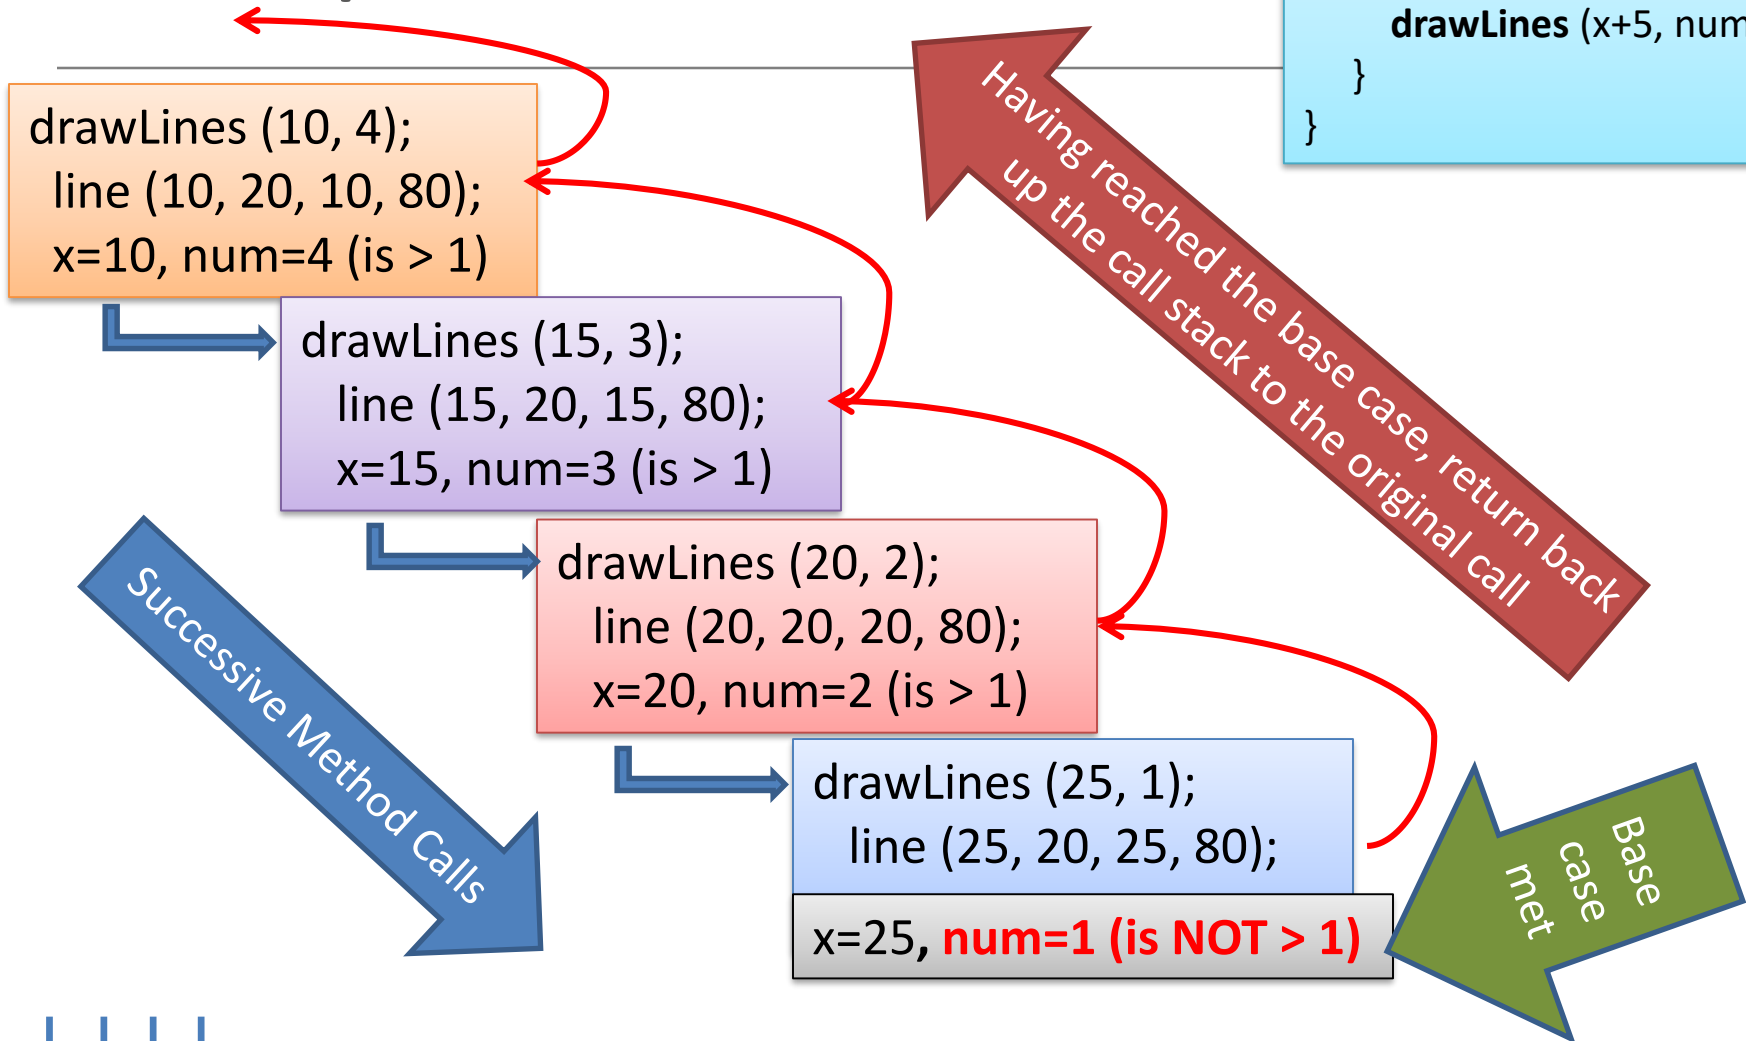 drawLines (x+5, num
}
}
drawLines (10, 4);
line (10, 20, 10, 80);
x=10, num=4 (is > 1)
drawLines (15, 3);
line (15, 20, 15, 80);
x=15, num=3 (is > 1)
drawLines (20, 2);
line (20, 20, 20, 80);
x=20, num=2 (is > 1)
drawLines (25, 1);
line (25, 20, 25, 80);
x=25, num=1 (is NOT > 1)
Having reached the base case, return back
up the call stack to the original call
Successive Method Calls
Base
case
met